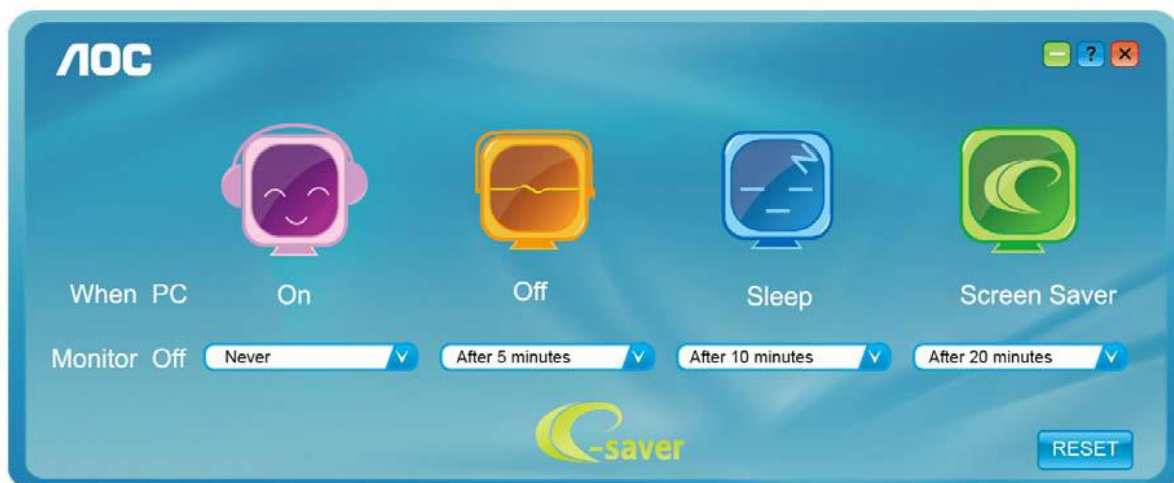 AOC
?
When PC On Off Sleep Screen Saver
Monitor Off Never After 5 minutes After 10 minutes After 20 minutes
e-saver
RESET